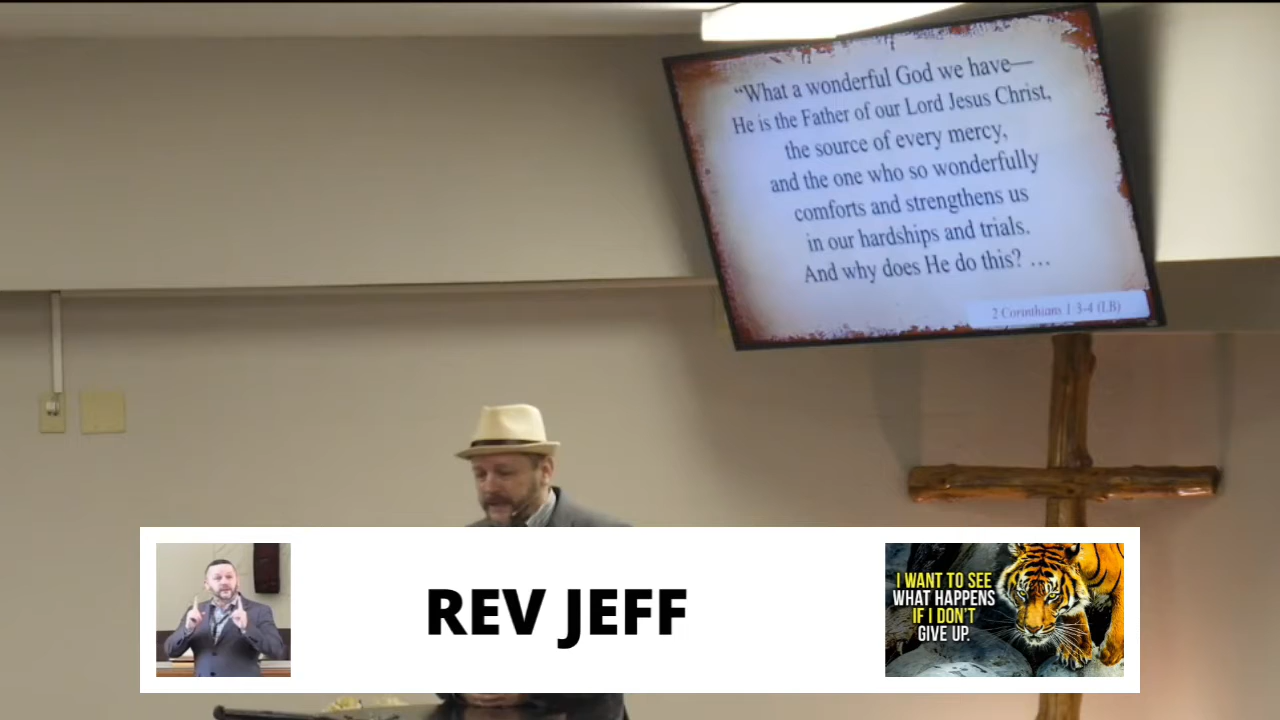 “What a wonderful God we have—
He is the Father of our Lord Jesus Christ,
the source of every mercy,
and the one who so wonderfully
comforts and strengthens us
in our hardships and trials.
And why does He do this? …
2 Corinthians 1:3-4 (LB)
REV JEFF
I WANT TO SEE
WHAT HAPPENS
IF I DON'T
GIVE UP.